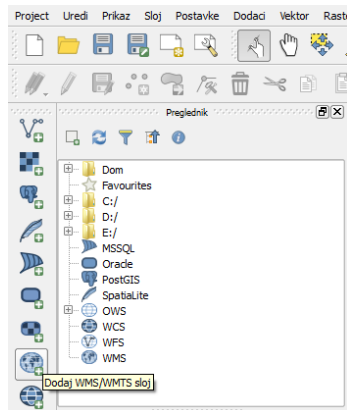 Project Uredi Prikaz Sloj Postavke Dodaci Vektor
Preglednik
Dom
Favourites
C:/
D:/
E:/
MSSQL
Oracle
PostGIS
SpatiaLite
OWS
WCS
WFS
WMS
Dodaj WMS/WMTS sloj